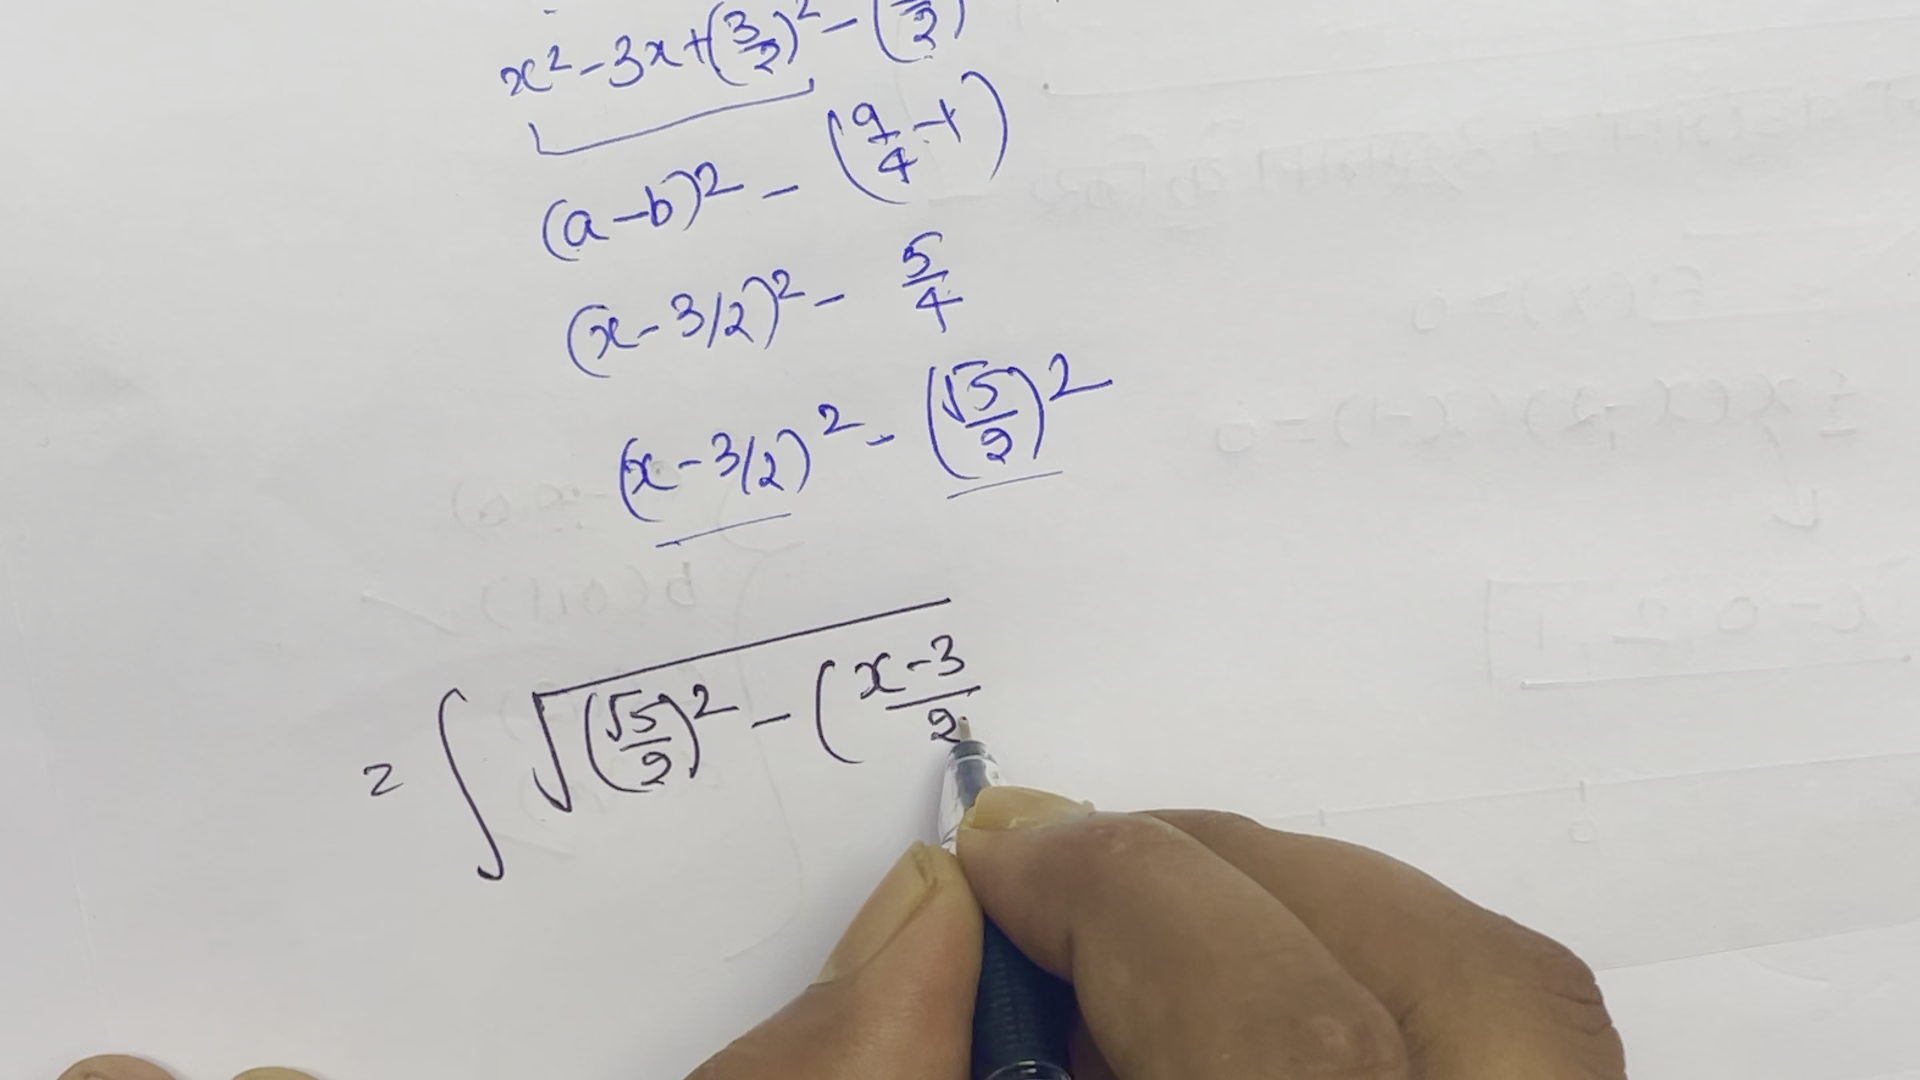 x² - 3x + (3/2)² - (/2)
(a - b)² - (9/4 - 1)
(x - 3/2)² - 5/4
(x - 3/2)² - (√5/2)²
= ∫ √(√5/2)² - (x - 3/2